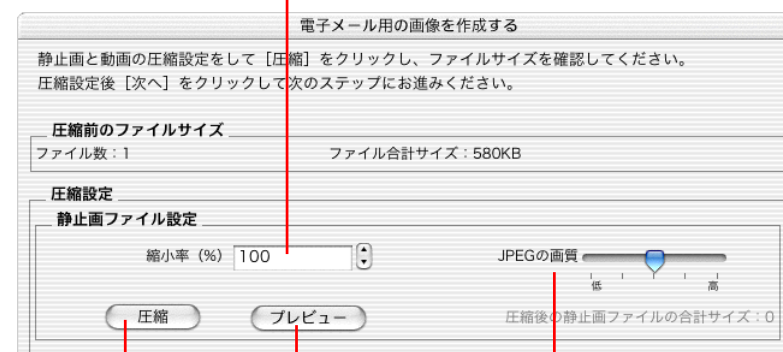 電子メール用の画像を作成する
静止画と動画の圧縮設定をして［圧縮］をクリックし、ファイルサイズを確認してください。
圧縮設定後［次へ］をクリックして次のステップにお進みください。
圧縮前のファイルサイズ
ファイル数：1 ファイル合計サイズ：580KB
圧縮設定
静止画ファイル設定
縮小率（%） 100 JPEGの画質
低 高
圧縮 プレビュー 圧縮後の静止画ファイルの合計サイズ：0